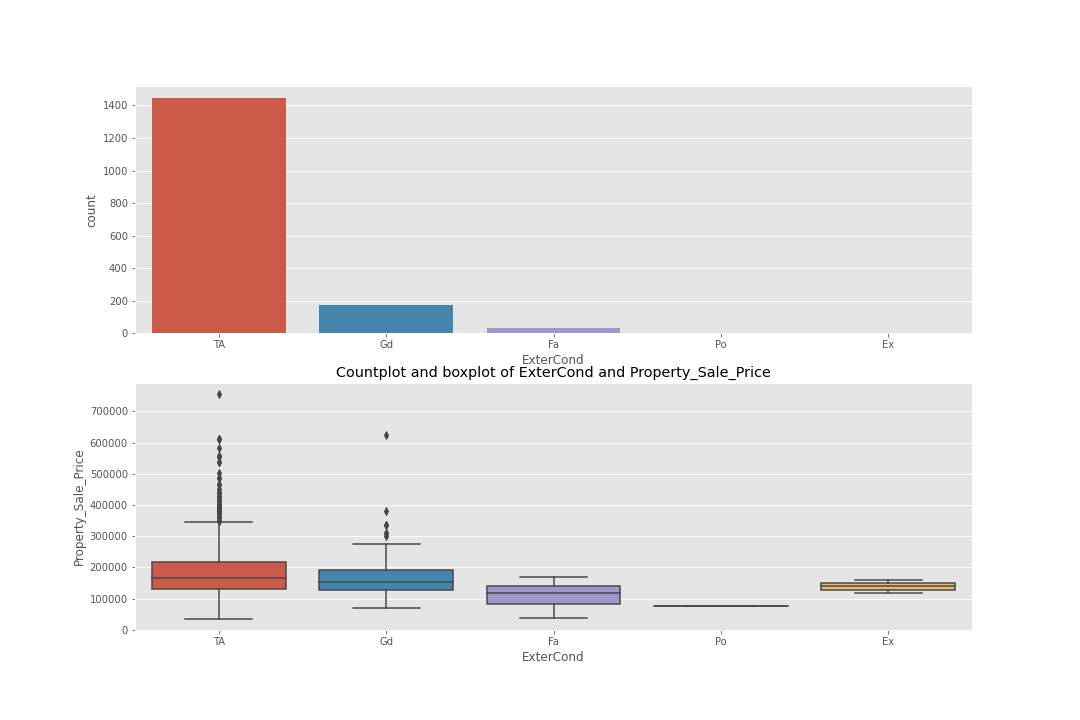 1400
1200
1000
800
600
400
200
0
count
TA Gd Fa Po Ex
ExterCond
Countplot and boxplot of ExterCond and Property_Sale_Price
700000
600000
500000
400000
300000
200000
100000
0
Property_Sale_Price
TA Gd Fa Po Ex
ExterCond